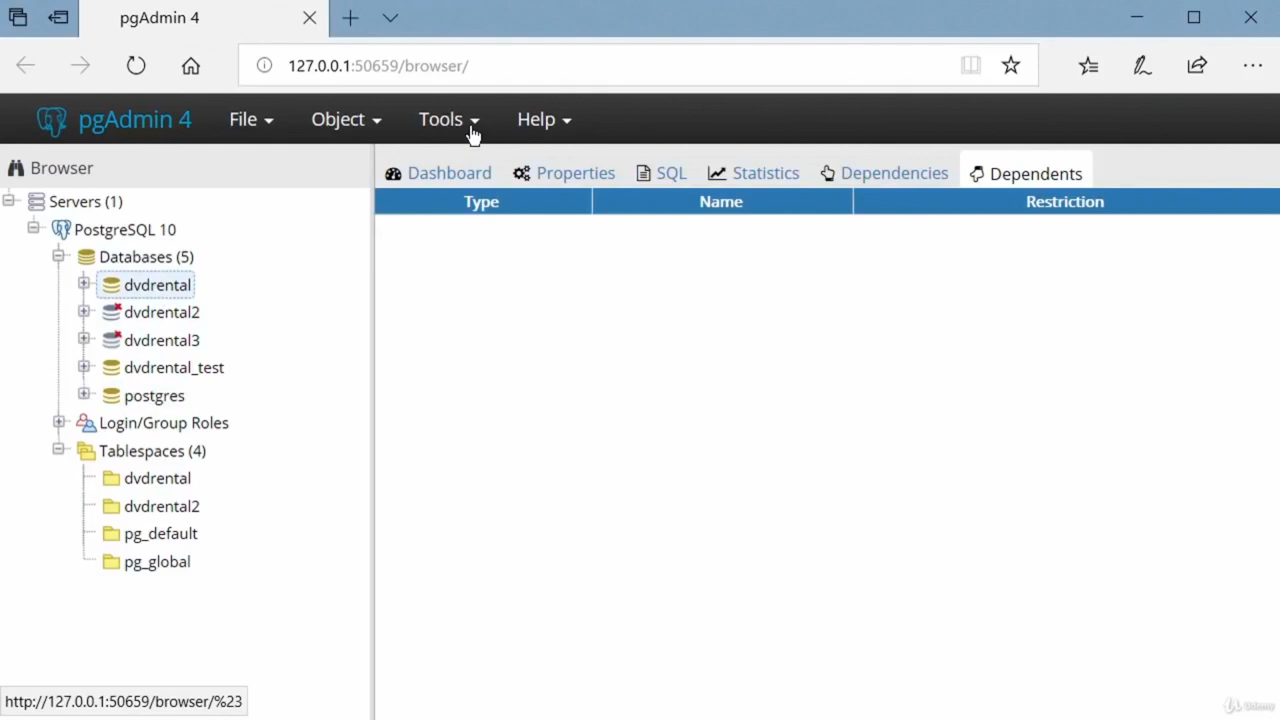 pgAdmin 4
127.0.0.1:50659/browser/
pgAdmin 4 File Object Tools Help
Browser
Dashboard Properties SQL Statistics Dependencies Dependents
Type Name Restriction
Servers (1)
PostgreSQL 10
Databases (5)
dvdrental
dvdrental2
dvdrental3
dvdrental_test
postgres
Login/Group Roles
Tablespaces (4)
dvdrental
dvdrental2
pg_default
pg_global
http://127.0.0.1:50659/browser/%23
Udemy